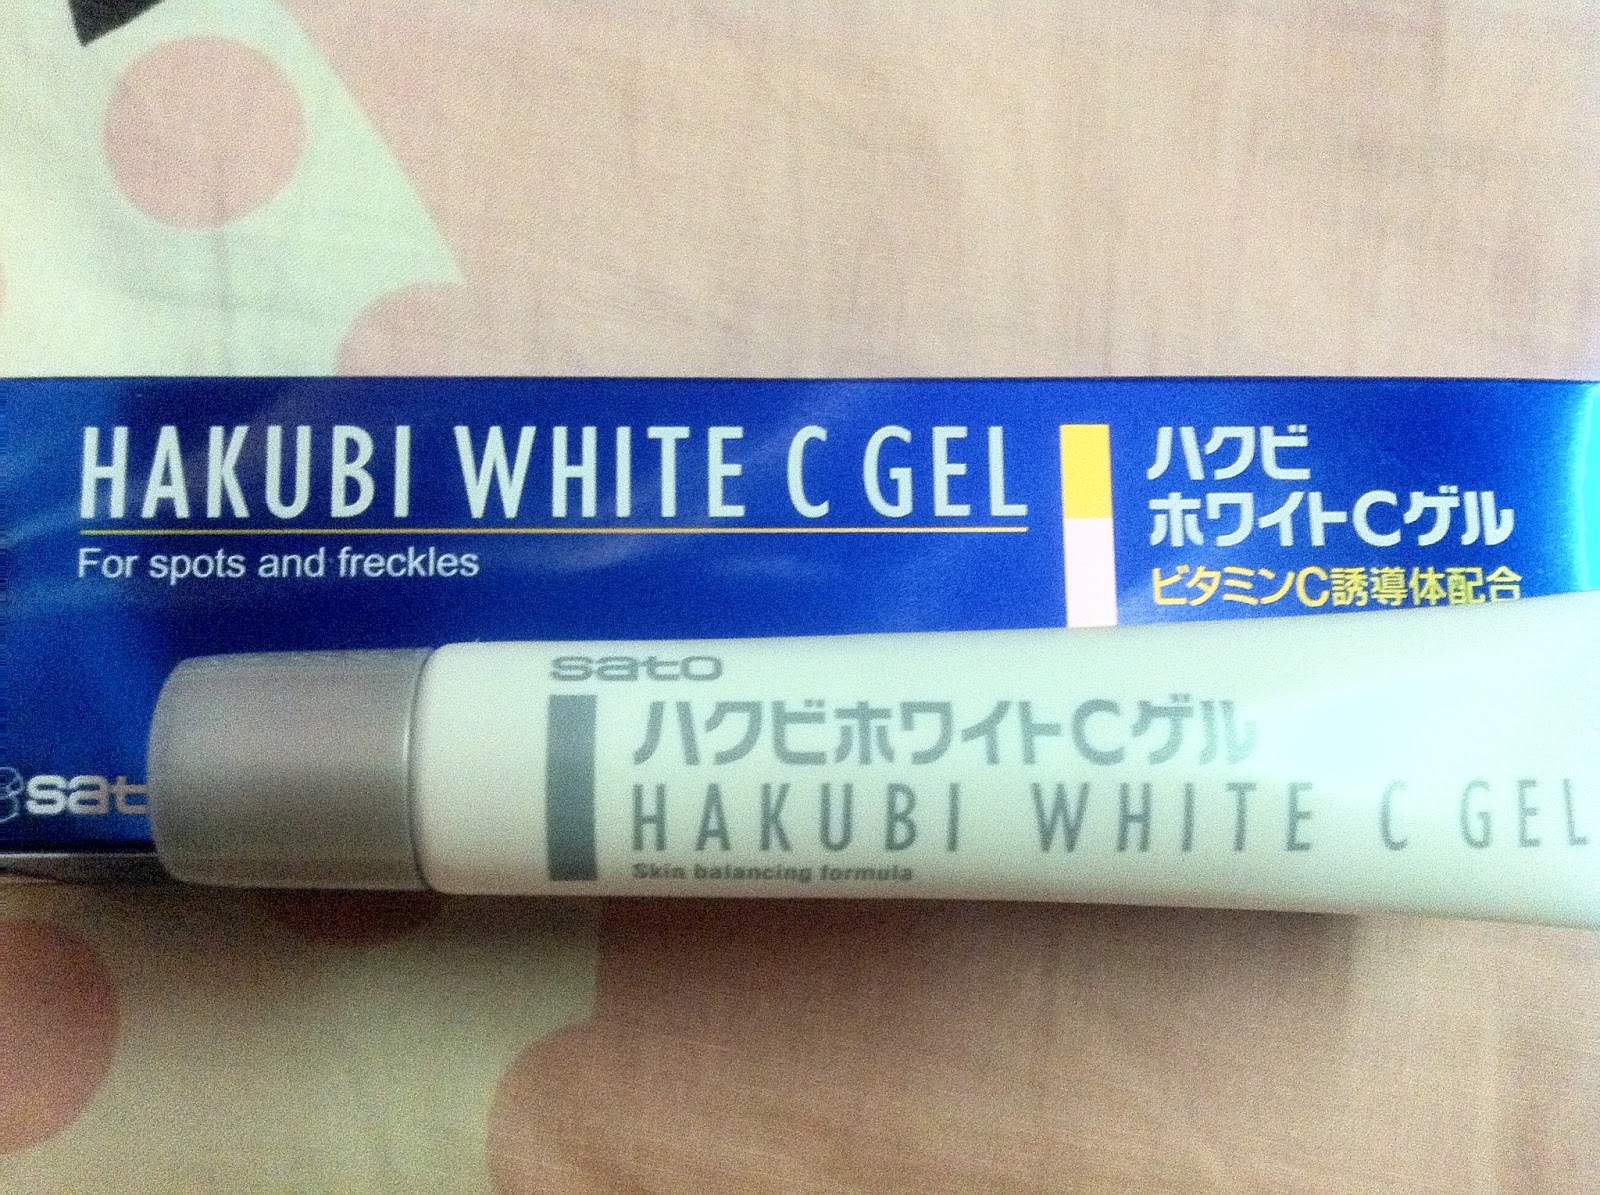 HAKUBI WHITE C GEL
For spots and freckles
ハクビ
ホワイトCゲル
ビタミンC誘導体配合
sato
sato
ハクビホワイトCゲル
HAKUBI WHITE C GEL
Skin balancing formula